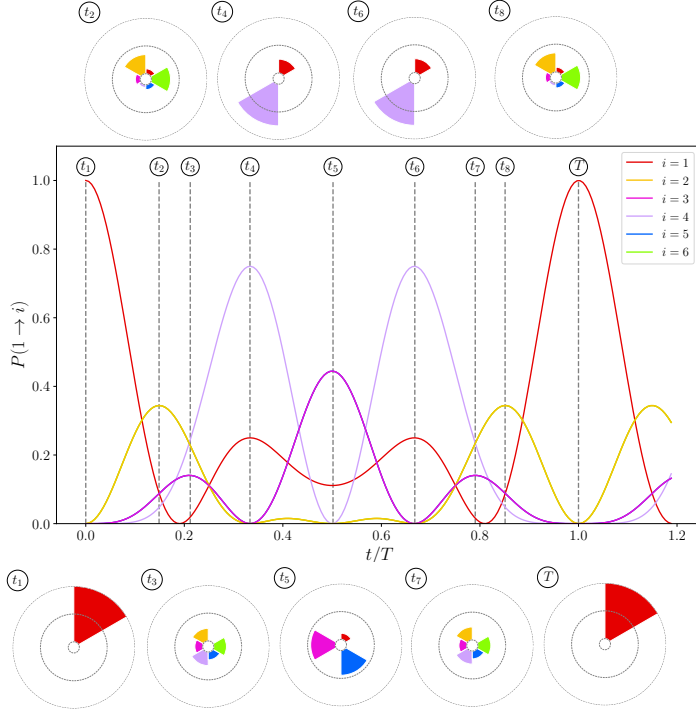 t₂ t₄ t₆ t₈
t₁ t₂ t₃ t₄ t₅ t₆ t₇ t₈ T
1.0
0.8
0.6
0.4
0.2
0.0
P(1 → i)
i = 1
i = 2
i = 3
i = 4
i = 5
i = 6
0.0 0.2 0.4 0.6 0.8 1.0 1.2
t/T
t₁ t₃ t₅ t₇ T